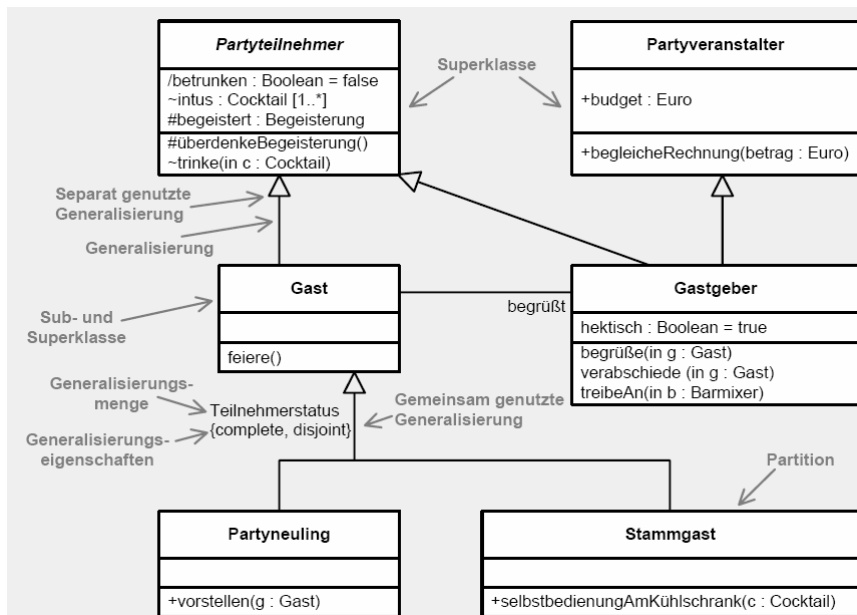 Partyteilnehmer
/betrunken : Boolean = false
~intus : Cocktail [1..*]
#begeistert : Begeisterung
#überdenkeBegeisterung()
~trinke(in c : Cocktail)
Superklasse
Partyveranstalter
+budget : Euro
+begleicheRechnung(betrag : Euro)
Separat genutzte
Generalisierung
Generalisierung
Sub- und
Superklasse
Gast
feiere()
begrüßt
Gastgeber
hektisch : Boolean = true
begrüße(in g : Gast)
verabschiede (in g : Gast)
treibeAn(in b : Barmixer)
Generalisierungs-
menge
Generalisierungs-
eigenschaften
Teilnehmerstatus
{complete, disjoint}
Gemeinsam genutzte
Generalisierung
Partition
Partyneuling
+vorstellen(g : Gast)
Stammgast
+selbstbedienungAmKühlschrank(c : Cocktail)